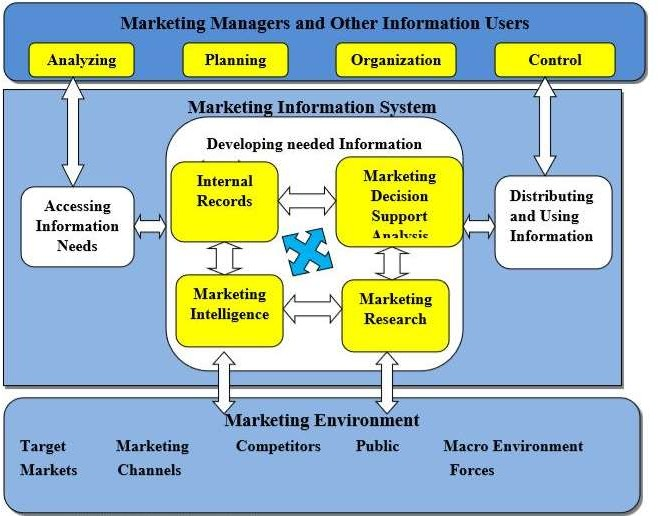 Marketing Managers and Other Information Users
Analyzing
Planning
Organization
Control
Marketing Information System
Developing needed Information
Accessing
Information
Needs
Internal
Records
Marketing
Decision
Support
Analysis
Distributing
and Using
Information
Marketing
Intelligence
Marketing
Research
Marketing Environment
Target Marketing Competitors Public Macro Environment
Markets Channels Forces